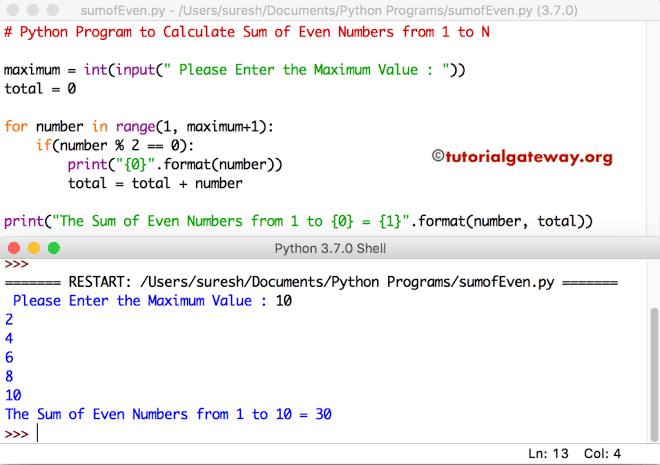 sumofEven.py - /Users/suresh/Documents/Python Programs/sumofEven.py (3.7.0)
# Python Program to Calculate Sum of Even Numbers from 1 to N
maximum = int(input(" Please Enter the Maximum Value : "))
total = 0
for number in range(1, maximum+1):
    if(number % 2 == 0):
        print("{0}".format(number))
        total = total + number
©tutorialgateway.org
print("The Sum of Even Numbers from 1 to {0} = {1}".format(number, total))
Python 3.7.0 Shell
>>>
======= RESTART: /Users/suresh/Documents/Python Programs/sumofEven.py =======
 Please Enter the Maximum Value : 10
2
4
6
8
10
The Sum of Even Numbers from 1 to 10 = 30
>>>
Ln: 13 Col: 4